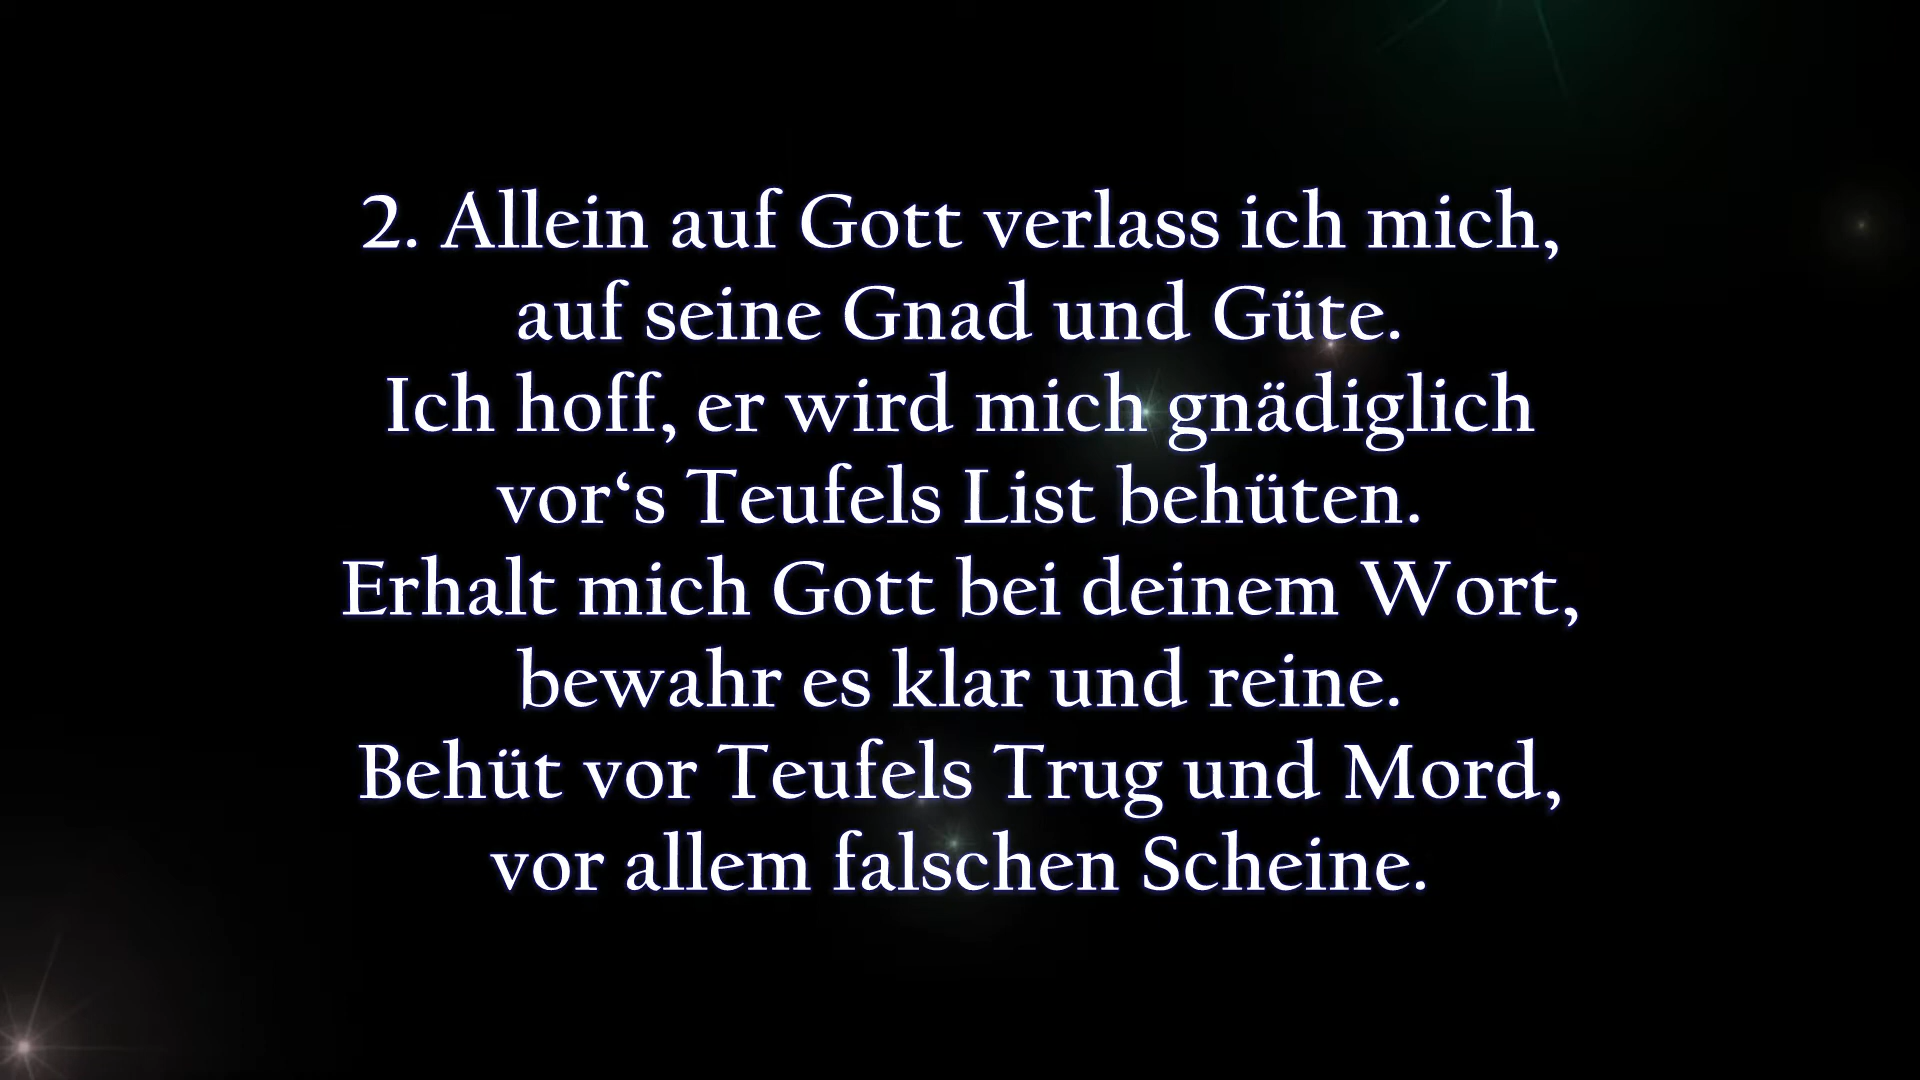 2. Allein auf Gott verlass ich mich,
auf seine Gnad und Güte.
Ich hoff, er wird mich gnädiglich
vor‘s Teufels List behüten.
Erhalt mich Gott bei deinem Wort,
bewahr es klar und reine.
Behüt vor Teufels Trug und Mord,
vor allem falschen Scheine.